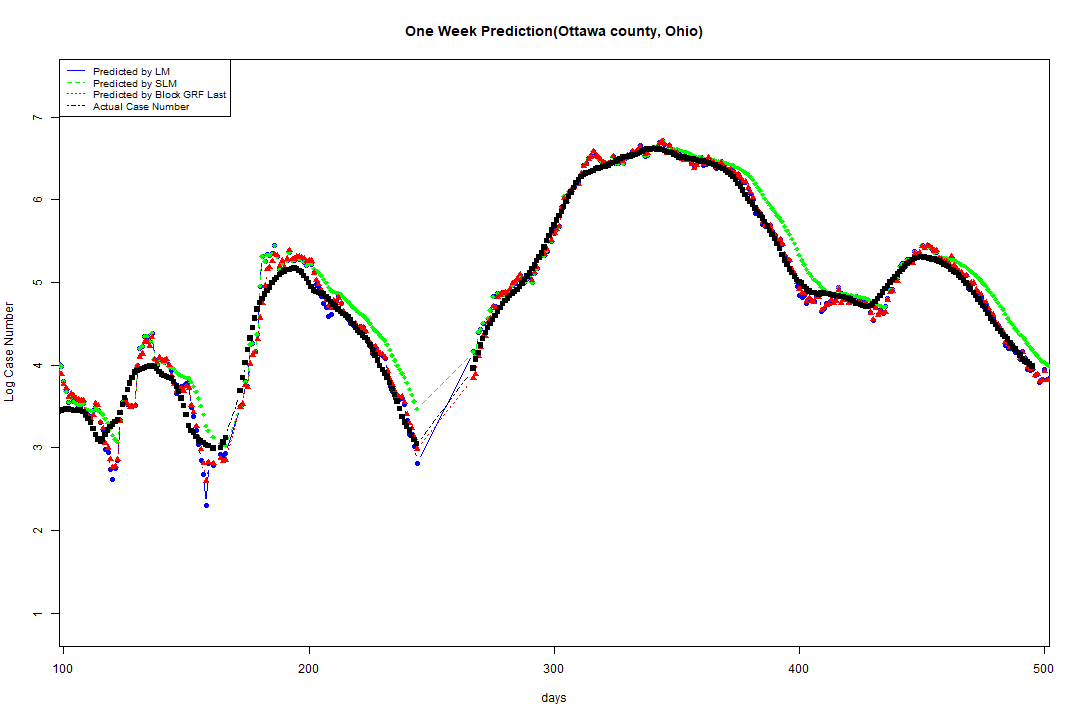 One Week Prediction(Ottawa county, Ohio)
Predicted by LM
Predicted by SLM
Predicted by Block GRF Last
Actual Case Number
7
6
5
4
3
2
1
Log Case Number
100 200 300 400 500
days